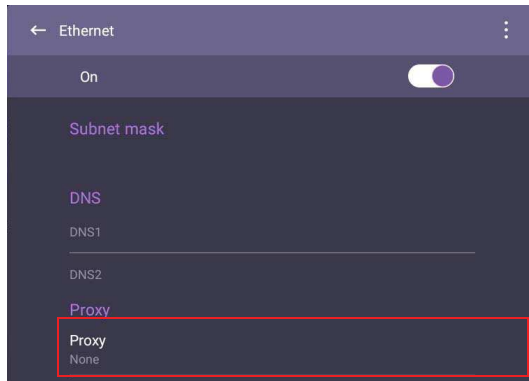 Ethernet
On
Subnet mask
DNS
DNS1
DNS2
Proxy
Proxy
None